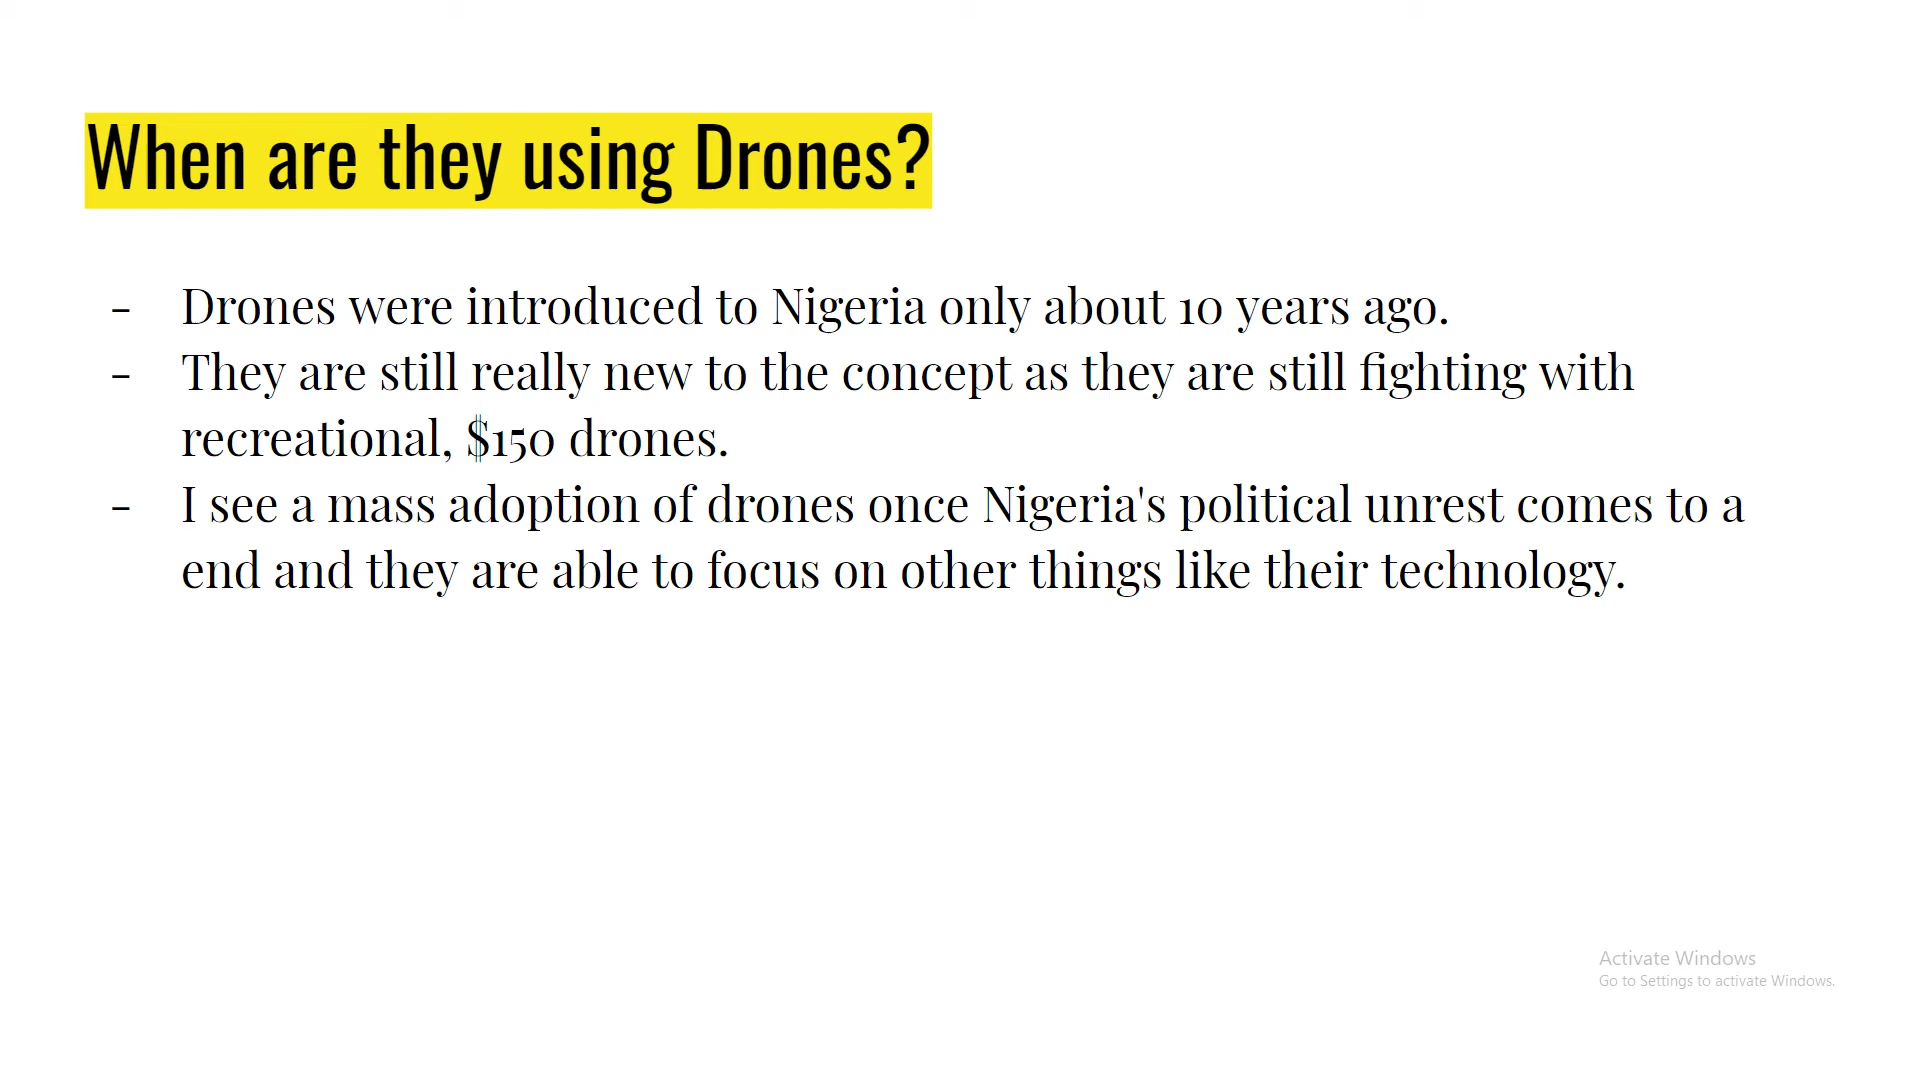 When are they using Drones?
- Drones were introduced to Nigeria only about 10 years ago.
- They are still really new to the concept as they are still fighting with
recreational, $150 drones.
- I see a mass adoption of drones once Nigeria's political unrest comes to a
end and they are able to focus on other things like their technology.
Activate Windows
Go to Settings to activate Windows.